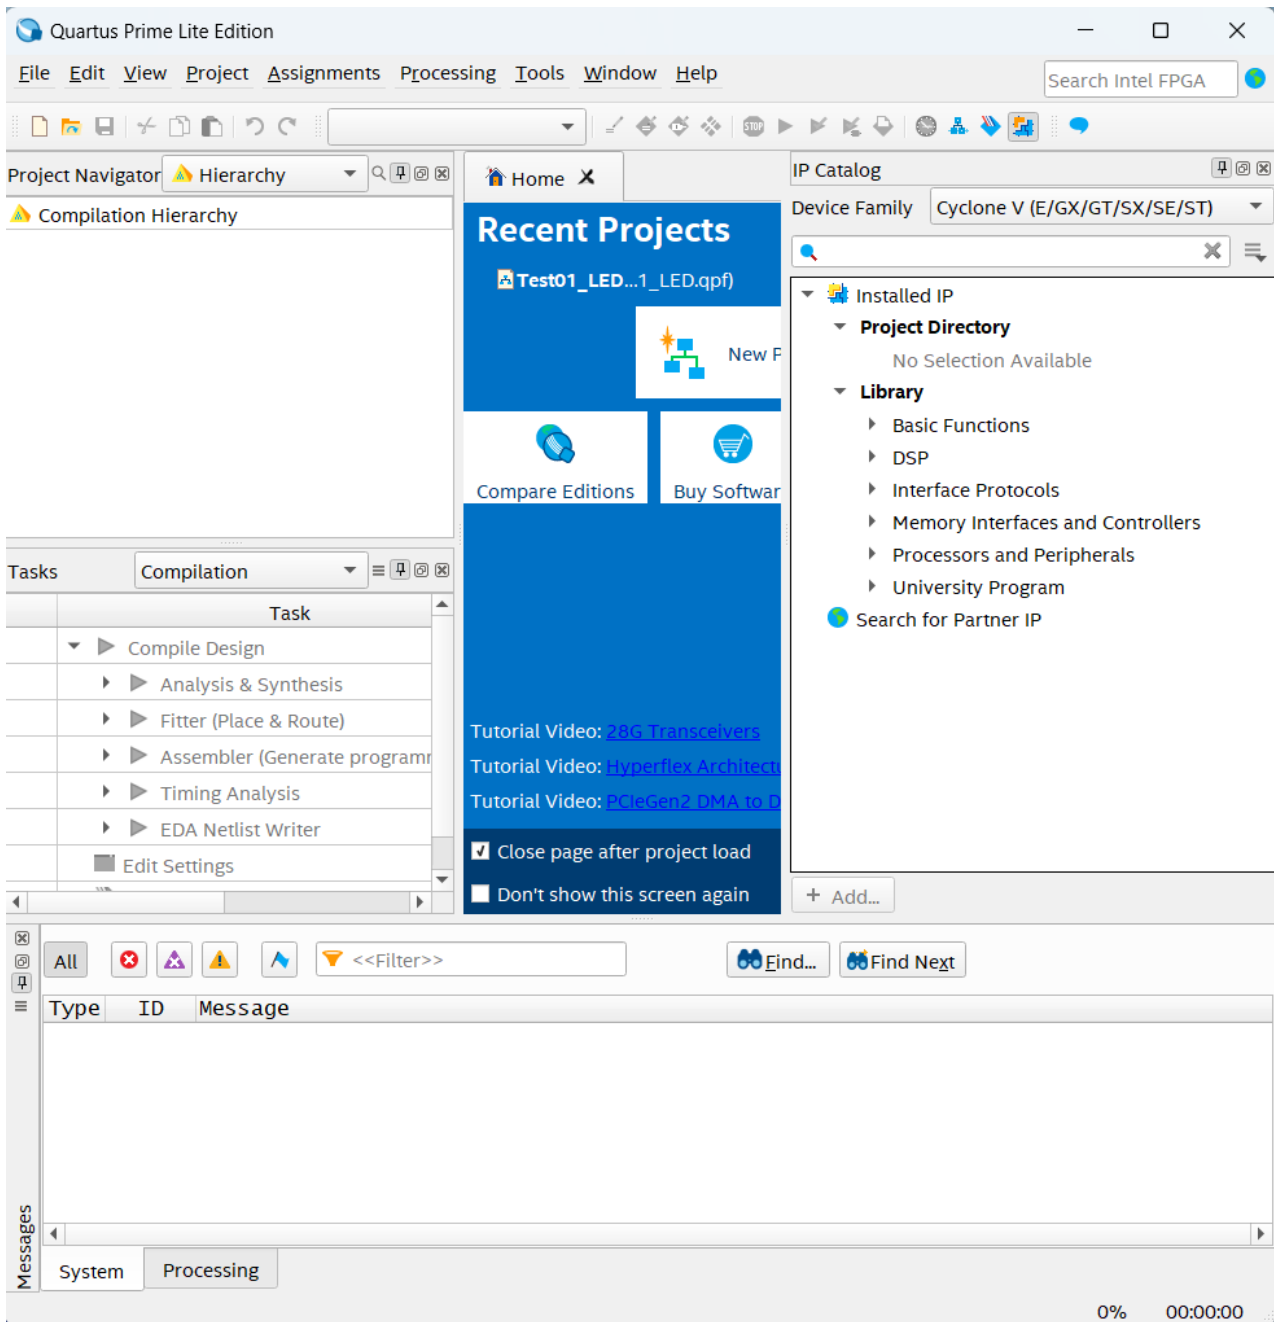 Quartus Prime Lite Edition
File Edit View Project Assignments Processing Tools Window Help
Search Intel FPGA
STOP
Project Navigator Hierarchy
Compilation Hierarchy
Home
Recent Projects
Test01_LED...1_LED.qpf)
New P
Compare Editions
Buy Softwar
Tutorial Video: 28G Transceivers
Tutorial Video: Hyperflex Architectu
Tutorial Video: PCIeGen2 DMA to D
Close page after project load
Don't show this screen again
IP Catalog
Device Family Cyclone V (E/GX/GT/SX/SE/ST)
Installed IP
Project Directory
No Selection Available
Library
Basic Functions
DSP
Interface Protocols
Memory Interfaces and Controllers
Processors and Peripherals
University Program
Search for Partner IP
+ Add...
Tasks Compilation
Task
Compile Design
Analysis & Synthesis
Fitter (Place & Route)
Assembler (Generate programr
Timing Analysis
EDA Netlist Writer
Edit Settings
All
<<Filter>>
Find...
Find Next
Type ID Message
Messages
System Processing
0% 00:00:00